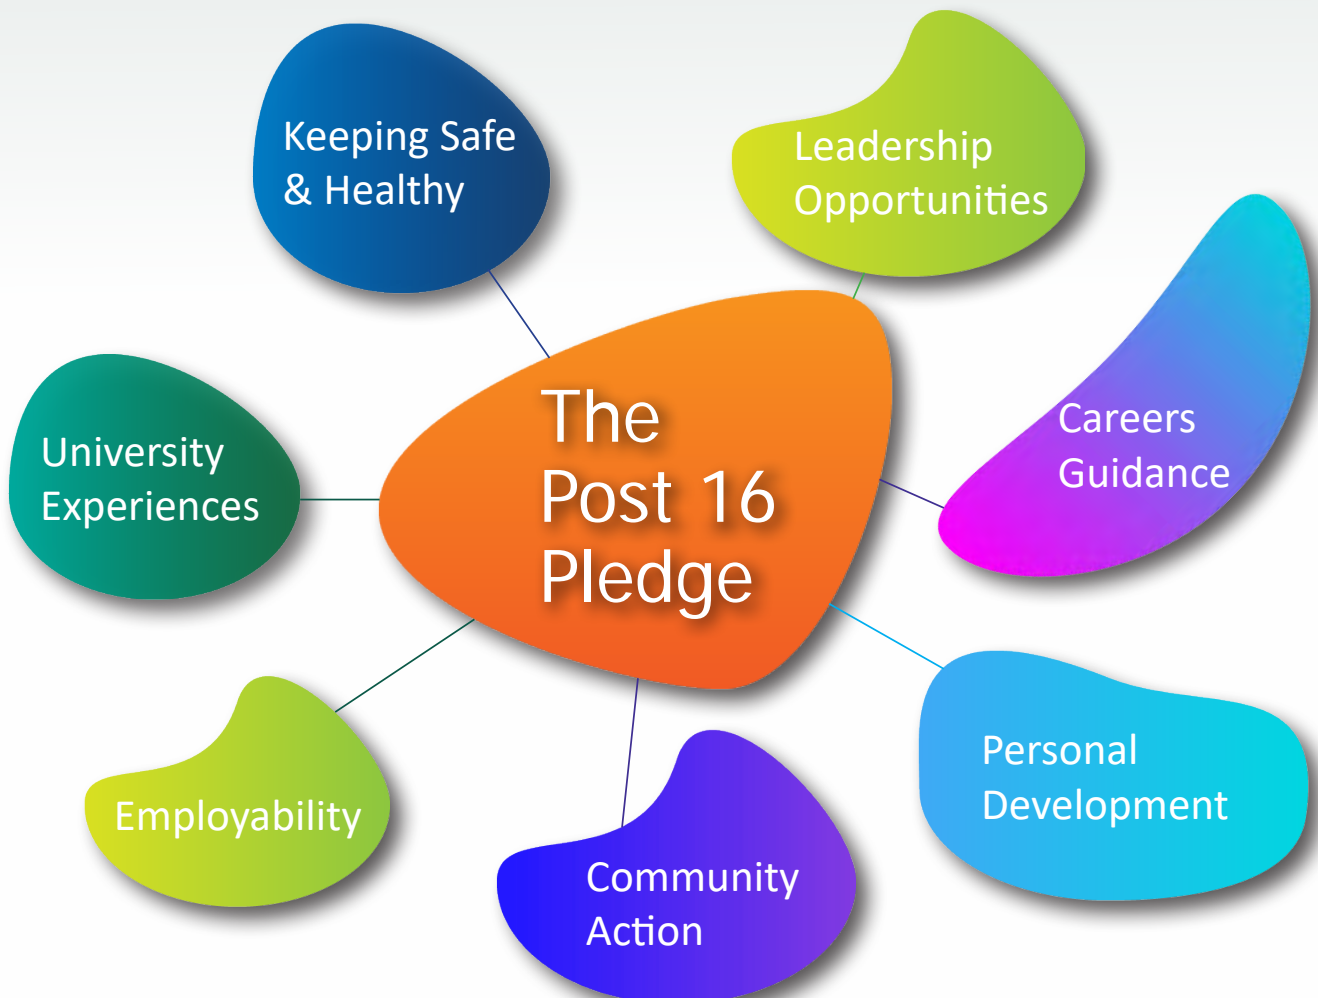 Keeping Safe
& Healthy
Leadership
Opportunities
Careers
Guidance
The
Post 16
Pledge
University
Experiences
Personal
Development
Employability
Community
Action